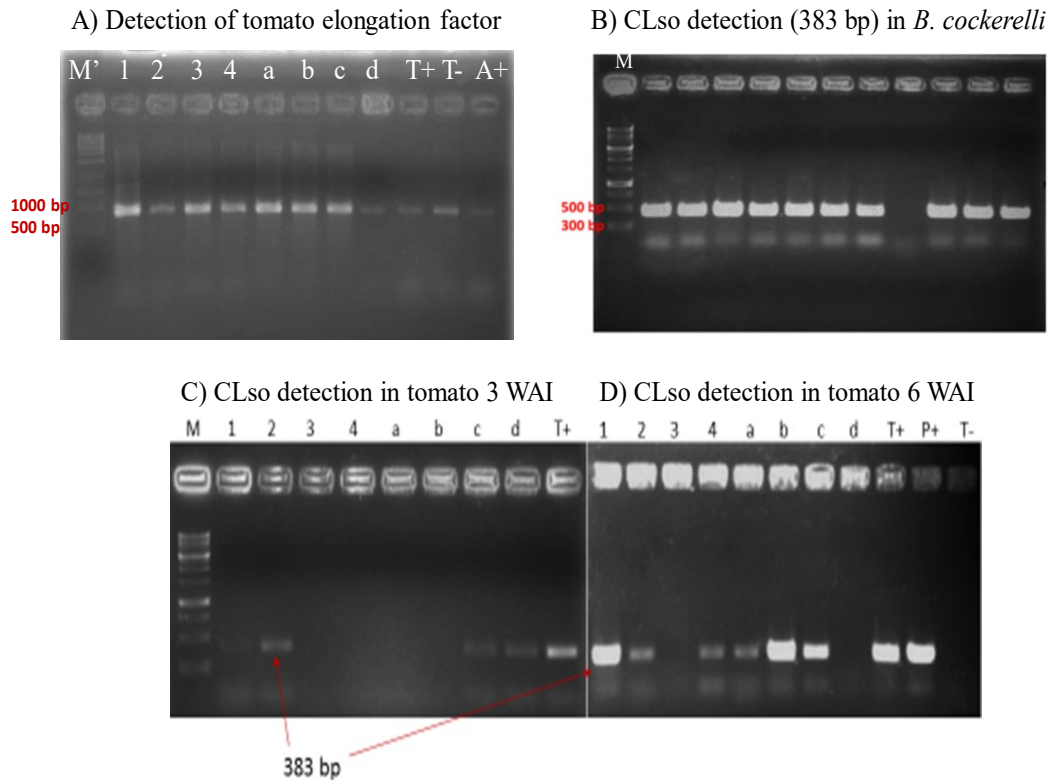 A) Detection of tomato elongation factor
M’ 1 2 3 4 a b c d T+ T- A+
1000 bp
500 bp
B) CLso detection (383 bp) in B. cockerelli
M
500 bp
300 bp
C) CLso detection in tomato 3 WAI
M 1 2 3 4 a b c d T+
D) CLso detection in tomato 6 WAI
1 2 3 4 a b c d T+ P+ T-
383 bp